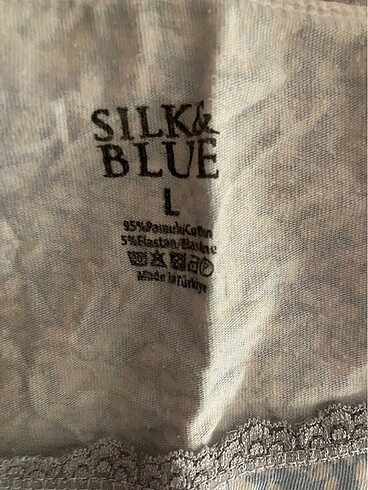 SILK&
BLUE
L
95%Pamuk/Cotton
5%Elastan/Elastane
Made in Türkiye